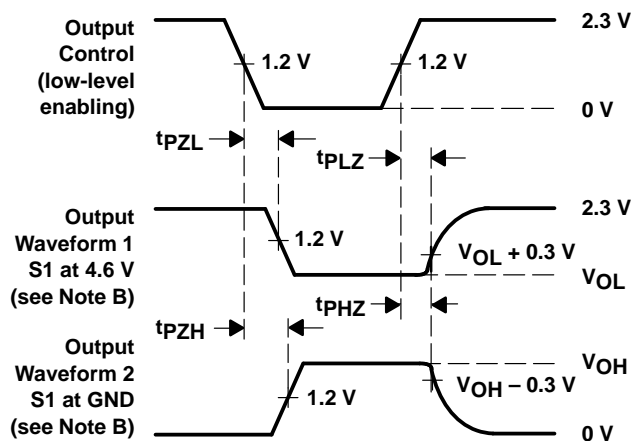 Output
Control
(low-level
enabling)
1.2 V
1.2 V
2.3 V
0 V
tPZL
tPLZ
Output
Waveform 1
S1 at 4.6 V
(see Note B)
1.2 V
2.3 V
VOL + 0.3 V
VOL
tPZH
tPHZ
Output
Waveform 2
S1 at GND
(see Note B)
1.2 V
VOH
VOH – 0.3 V
0 V